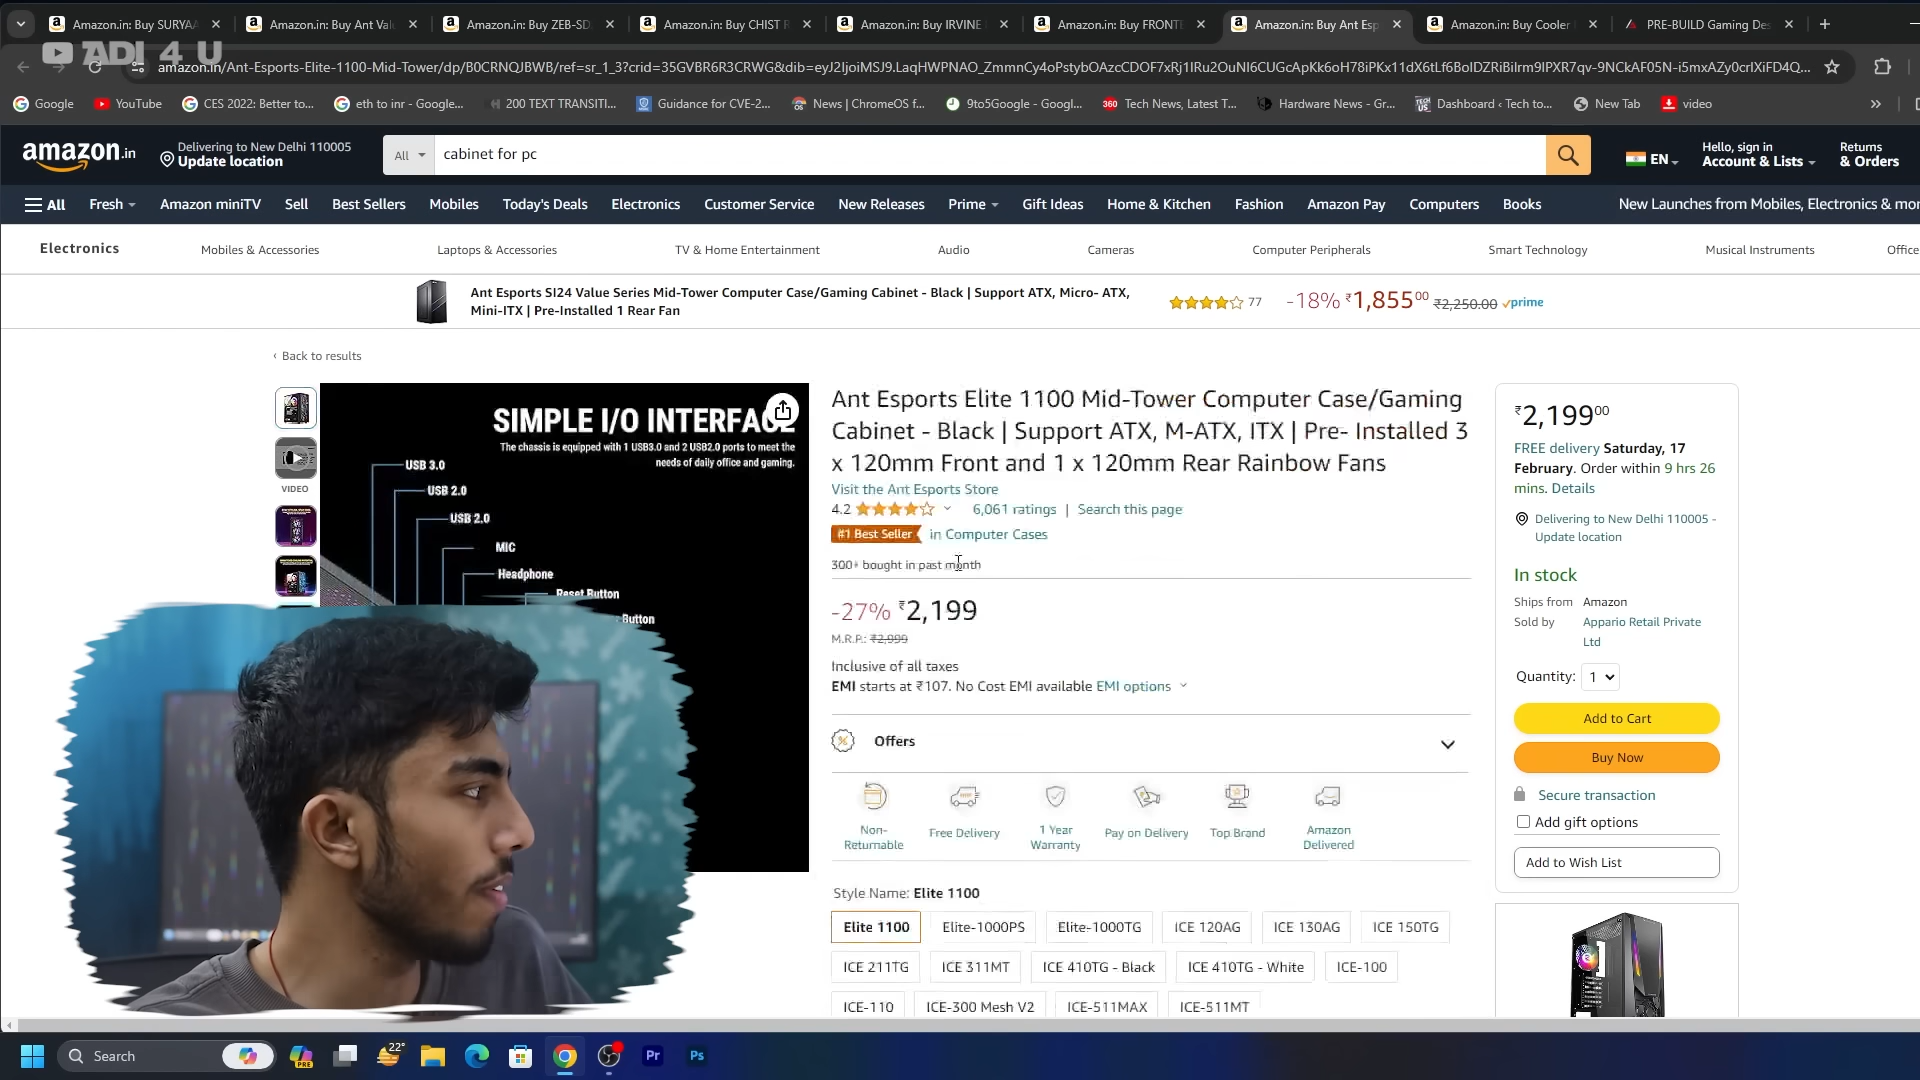 Amazon.in: Buy SURYA
Amazon.in: Buy Ant Val
Amazon.in: Buy ZEB-SD
Amazon.in: Buy CHIST R
Amazon.in: Buy IRVINE
Amazon.in: Buy FRONTE
Amazon.in: Buy Ant Esp
Amazon.in: Buy Cooler
PRE-BUILD Gaming Des
ADI 4 U
amazon.in/Ant-Esports-Elite-1100-Mid-Tower/dp/B0CRNQJBWB/ref=sr_1_3?crid=35GVBR6R3CRWG&dib=eyJ2IjoiMSJ9.LaqHWPNAO_ZmmnCy4oPstybOAzcCDOF7xRj1lRu2OuNI6CUGcApKk6oH78iPKx11dX6tLf6BoIDZRiBilrm9IPXR7qv-9NCkAF05N-i5mxAZy0crlXiFD4Q...
Google
YouTube
CES 2022: Better to...
eth to inr - Google...
200 TEXT TRANSITI...
Guidance for CVE-2...
News | ChromeOS f...
9to5Google - Googl...
360 Tech News, Latest T...
Hardware News - Gr...
Dashboard ‹ Tech to...
New Tab
video
amazon.in
Delivering to New Delhi 110005
Update location
All
cabinet for pc
EN
Hello, sign in
Account & Lists
Returns
& Orders
All
Fresh
Amazon miniTV
Sell
Best Sellers
Mobiles
Today's Deals
Electronics
Customer Service
New Releases
Prime
Gift Ideas
Home & Kitchen
Fashion
Amazon Pay
Computers
Books
New Launches from Mobiles, Electronics & mor
Electronics
Mobiles & Accessories
Laptops & Accessories
TV & Home Entertainment
Audio
Cameras
Computer Peripherals
Smart Technology
Musical Instruments
Office
Ant Esports SI24 Value Series Mid-Tower Computer Case/Gaming Cabinet - Black | Support ATX, Micro- ATX,
Mini-ITX | Pre-Installed 1 Rear Fan
77
-18% ₹1,85500 ₹2,250.00 prime
‹ Back to results
VIDEO
SIMPLE I/O INTERFACE
The chassis is equipped with 1 USB3.0 and 2 USB2.0 ports to meet the
needs of daily office and gaming.
USB 3.0
USB 2.0
USB 2.0
MIC
Headphone
Reset Button
Button
Ant Esports Elite 1100 Mid-Tower Computer Case/Gaming
Cabinet - Black | Support ATX, M-ATX, ITX | Pre- Installed 3
x 120mm Front and 1 x 120mm Rear Rainbow Fans
Visit the Ant Esports Store
4.2 6,061 ratings | Search this page
#1 Best Seller in Computer Cases
300+ bought in past month
-27% ₹2,199
M.R.P.: ₹2,999
Inclusive of all taxes
EMI starts at ₹107. No Cost EMI available EMI options
Offers
Non-
Returnable
Free Delivery
1 Year
Warranty
Pay on Delivery
Top Brand
Amazon
Delivered
Style Name: Elite 1100
Elite 1100
Elite-1000PS
Elite-1000TG
ICE 120AG
ICE 130AG
ICE 150TG
ICE 211TG
ICE 311MT
ICE 410TG - Black
ICE 410TG - White
ICE-100
ICE-110
ICE-300 Mesh V2
ICE-511MAX
ICE-511MT
₹2,19900
FREE delivery Saturday, 17
February. Order within 9 hrs 26
mins. Details
Delivering to New Delhi 110005 -
Update location
In stock
Ships from Amazon
Sold by Appario Retail Private
Ltd
Quantity: 1
Add to Cart
Buy Now
Secure transaction
Add gift options
Add to Wish List
Search
PRE
22°
Pr
Ps